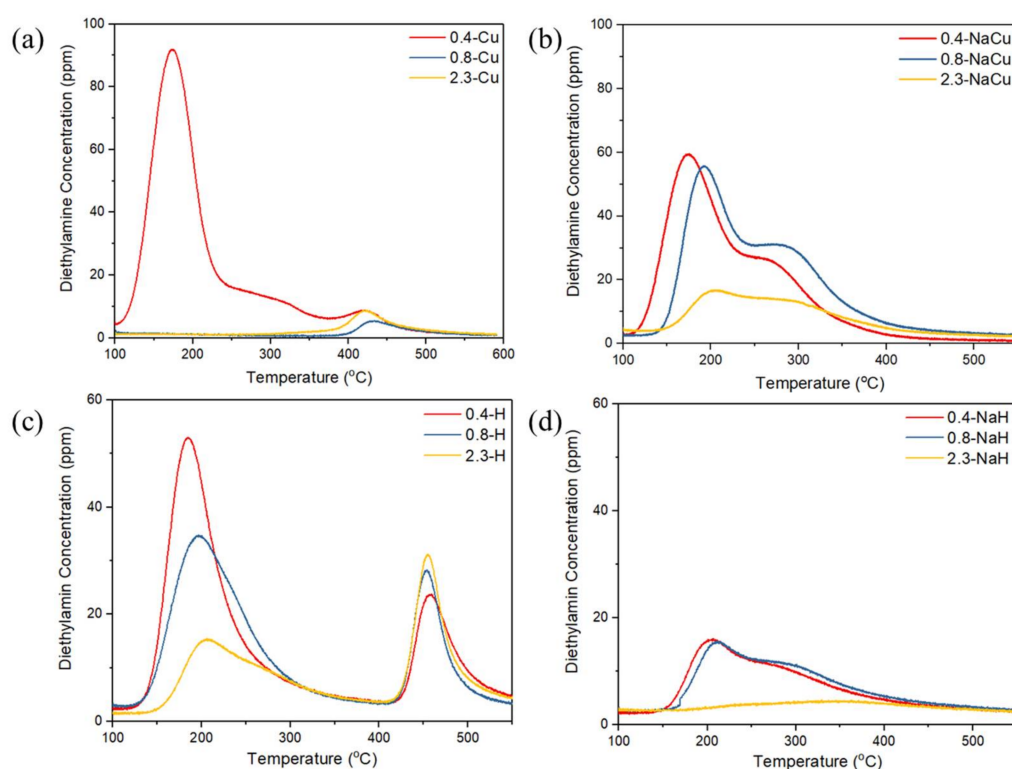 (a)
100
80
60
40
20
0
Diethylamine Concentration (ppm)
0.4-Cu
0.8-Cu
2.3-Cu
100 200 300 400 500 600
Temperature (°C)
(b)
100
80
60
40
20
0
Diethylamine Concentration (ppm)
0.4-NaCu
0.8-NaCu
2.3-NaCu
100 200 300 400 500
Temperature (°C)
(c)
60
40
20
0
Diethylamin Concentration (ppm)
0.4-H
0.8-H
2.3-H
100 200 300 400 500
Temperature (°C)
(d)
60
40
20
0
Diethylamin Concentration (ppm)
0.4-NaH
0.8-NaH
2.3-NaH
100 200 300 400 500
Temperature (°C)